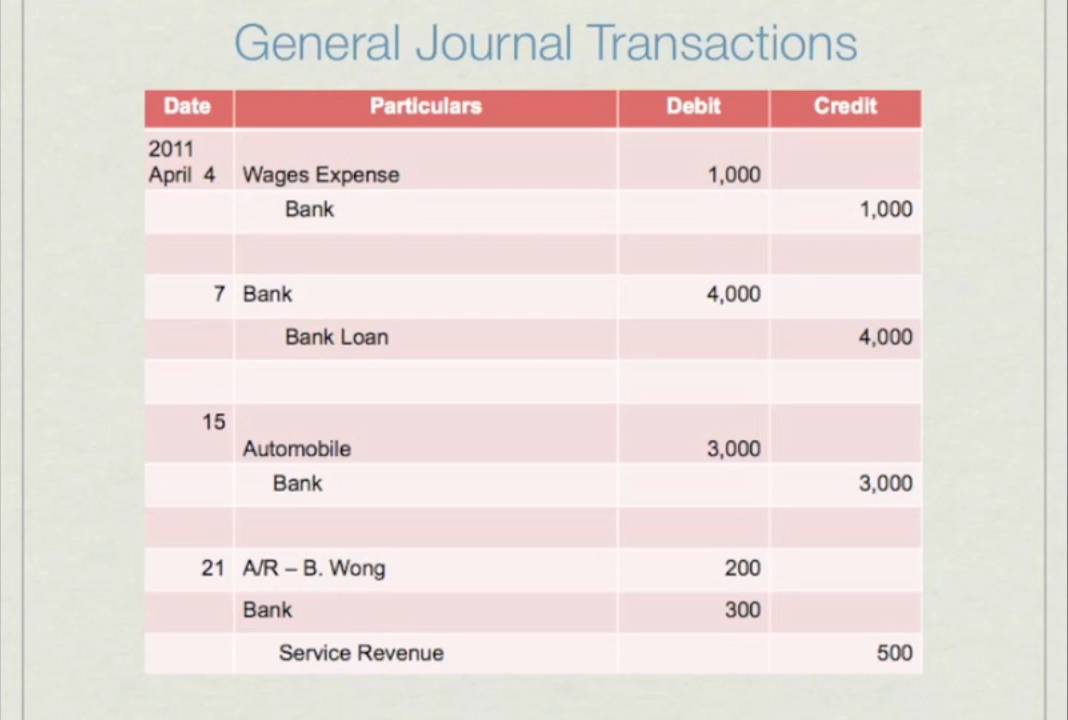 General Journal Transactions
Date Particulars Debit Credit
2011
April 4 Wages Expense 1,000
Bank 1,000
7 Bank 4,000
Bank Loan 4,000
15
Automobile 3,000
Bank 3,000
21 A/R – B. Wong 200
Bank 300
Service Revenue 500